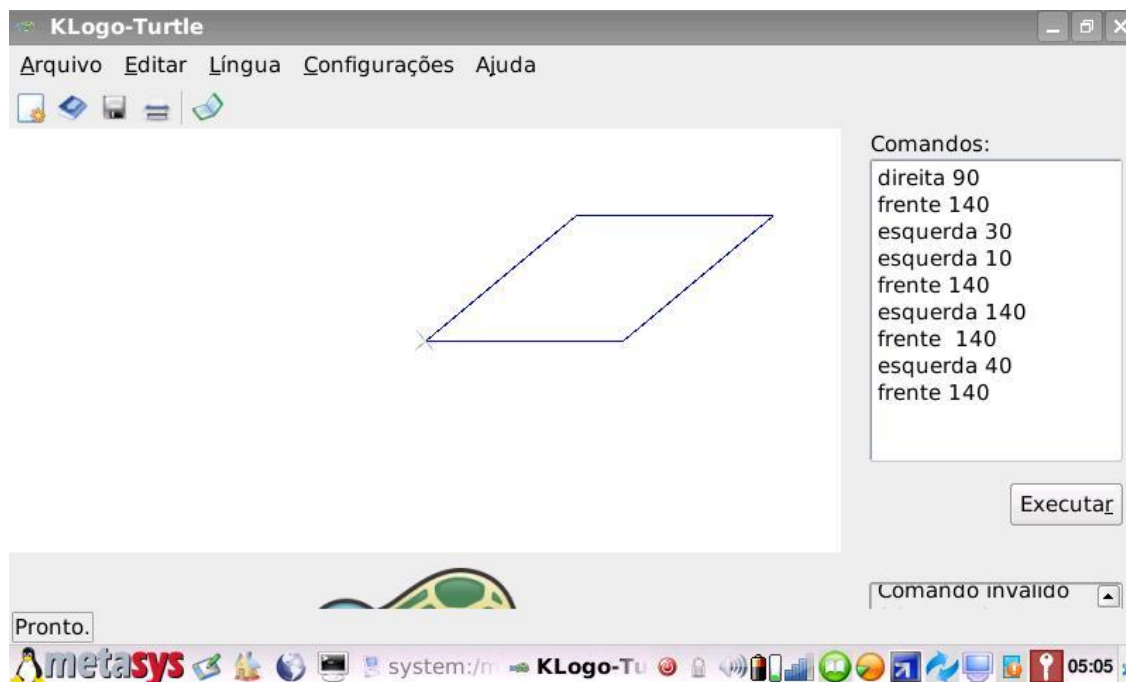 KLogo-Turtle
Arquivo Editar Língua Configurações Ajuda
Comandos:
direita 90
frente 140
esquerda 30
esquerda 10
frente 140
esquerda 140
frente 140
esquerda 40
frente 140
Executar
Comando inválido
Pronto.
metasys system:/m KLogo-Tu 05:05